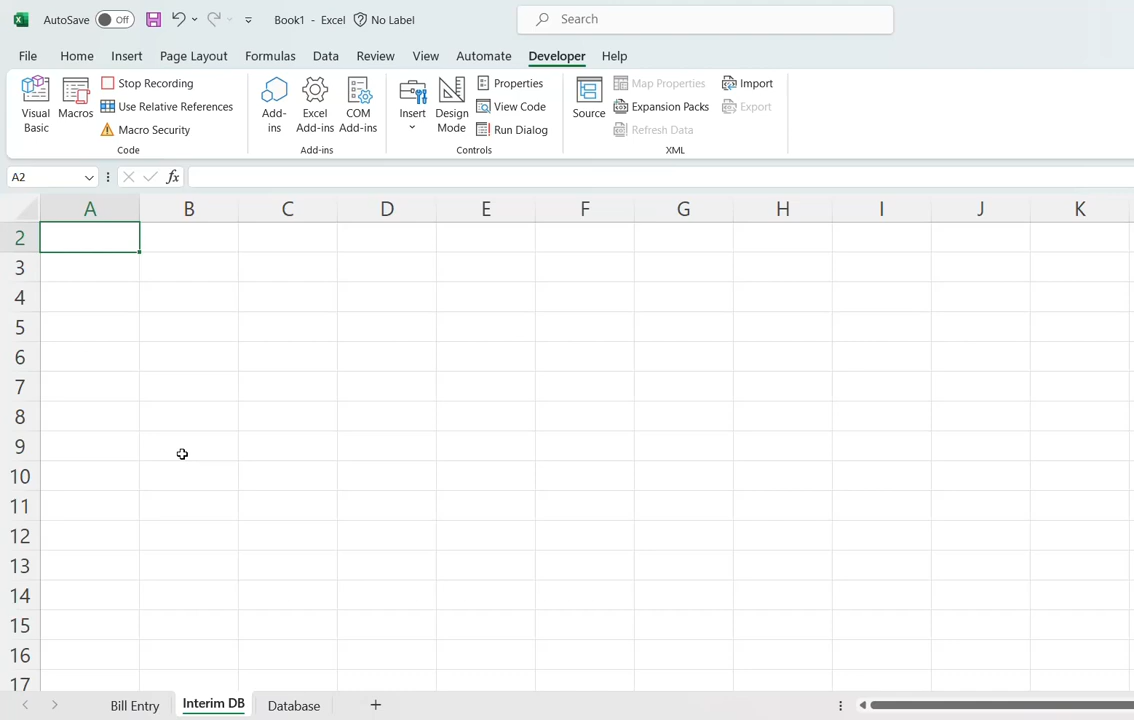 AutoSave Off Book1 - Excel No Label Search
File Home Insert Page Layout Formulas Data Review View Automate Developer Help
Visual Basic
Macros
Stop Recording
Use Relative References
Macro Security
Code
Add-ins
Excel Add-ins
COM Add-ins
Add-ins
Insert
Design Mode
Properties
View Code
Run Dialog
Controls
Source
Map Properties
Expansion Packs
Refresh Data
Import
Export
XML
A2 fx
A B C D E F G H I J K
2
3
4
5
6
7
8
9
10
11
12
13
14
15
16
17
Bill Entry Interim DB Database +